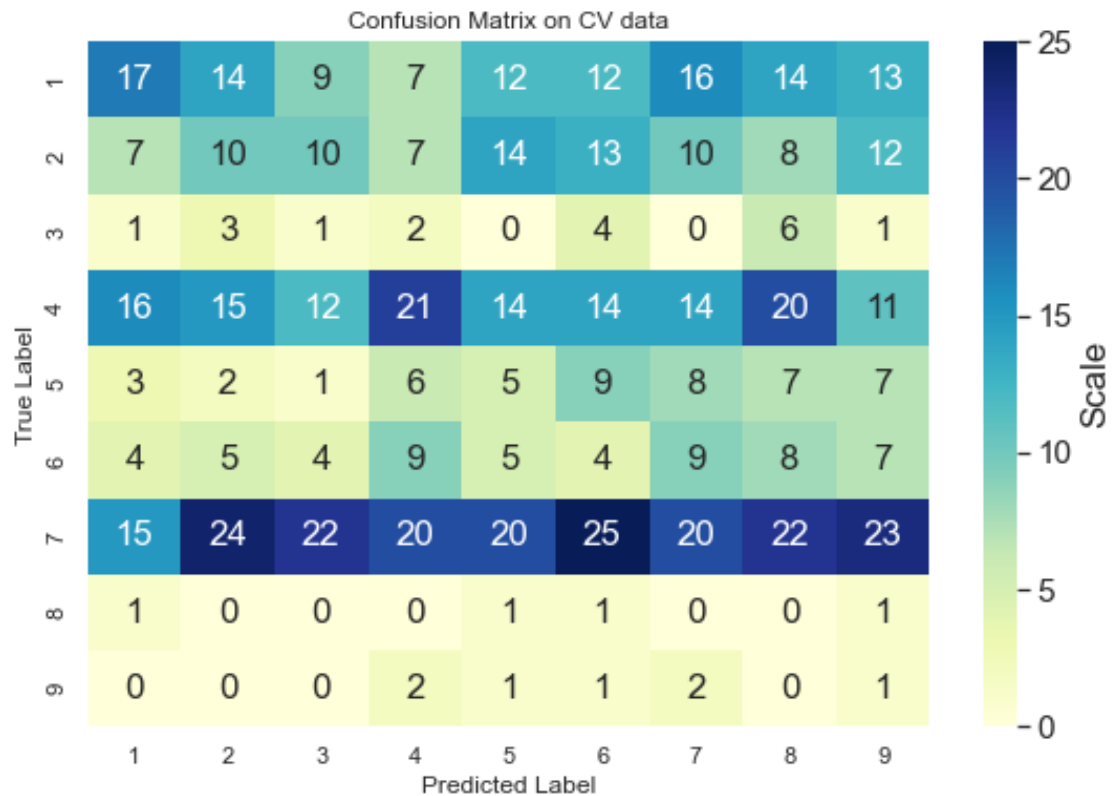 Confusion Matrix on CV data
1 17 14 9 7 12 12 16 14 13
2 7 10 10 7 14 13 10 8 12
3 1 3 1 2 0 4 0 6 1
4 16 15 12 21 14 14 14 20 11
5 3 2 1 6 5 9 8 7 7
6 4 5 4 9 5 4 9 8 7
7 15 24 22 20 20 25 20 22 23
8 1 0 0 0 1 1 0 0 1
9 0 0 0 2 1 1 2 0 1
1 2 3 4 5 6 7 8 9
Predicted Label
True Label
25
20
15
10
5
0
Scale